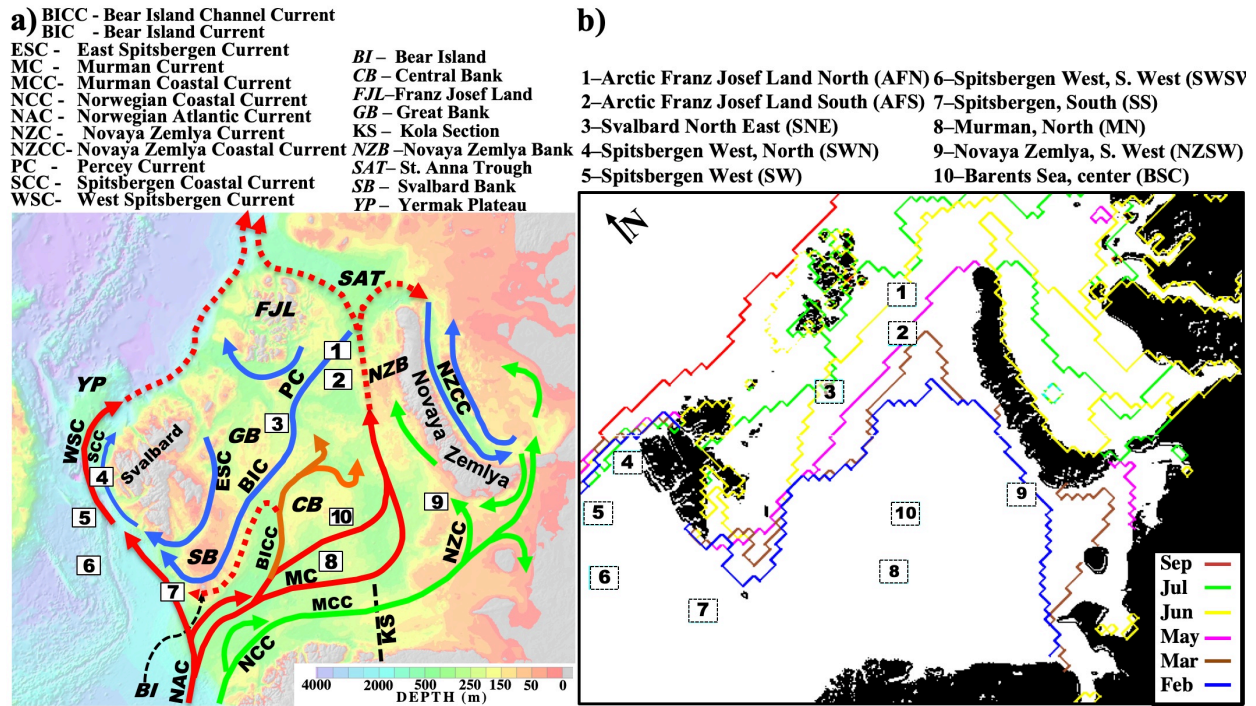 a)
BICC - Bear Island Channel Current
BIC - Bear Island Current
ESC - East Spitsbergen Current
MC - Murman Current
MCC- Murman Coastal Current
NCC - Norwegian Coastal Current
NAC - Norwegian Atlantic Current
NZC - Novaya Zemlya Current
NZCC- Novaya Zemlya Coastal Current
PC - Percey Current
SCC - Spitsbergen Coastal Current
WSC- West Spitsbergen Current
BI – Bear Island
CB – Central Bank
FJL–Franz Josef Land
GB – Great Bank
KS – Kola Section
NZB –Novaya Zemlya Bank
SAT– St. Anna Trough
SB – Svalbard Bank
YP – Yermak Plateau
SAT
FJL
1
2
PC
NZB
NZCC
Novaya
Zemlya
YP
WSC
SCC
Svalbard
GB
3
ESC
BIC
4
5
6
7
SB
CB
10
9
BICC
8
MC
NZC
MCC
KS
NCC
NAC
BI
4000 2000 500 250 150 50 0
DEPTH (m)
b)
1–Arctic Franz Josef Land North (AFN)
2–Arctic Franz Josef Land South (AFS)
3–Svalbard North East (SNE)
4–Spitsbergen West, North (SWN)
5–Spitsbergen West (SW)
6–Spitsbergen West, S. West (SWSW
7–Spitsbergen, South (SS)
8–Murman, North (MN)
9–Novaya Zemlya, S. West (NZSW)
10–Barents Sea, center (BSC)
N
1
2
3
4
5
6
7
8
9
10
Sep
Jul
Jun
May
Mar
Feb